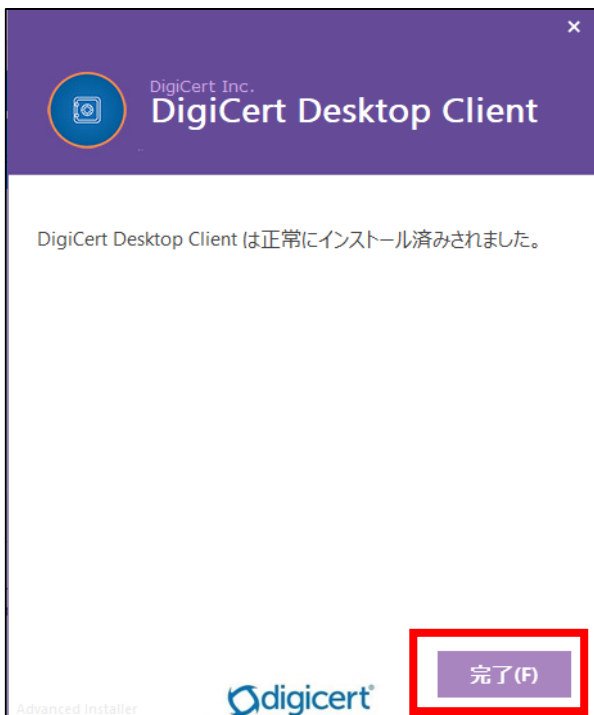 ×
DigiCert Inc.
DigiCert Desktop Client
DigiCert Desktop Client は正常にインストール済みされました。
完了(F)
digicert
Advanced Installer